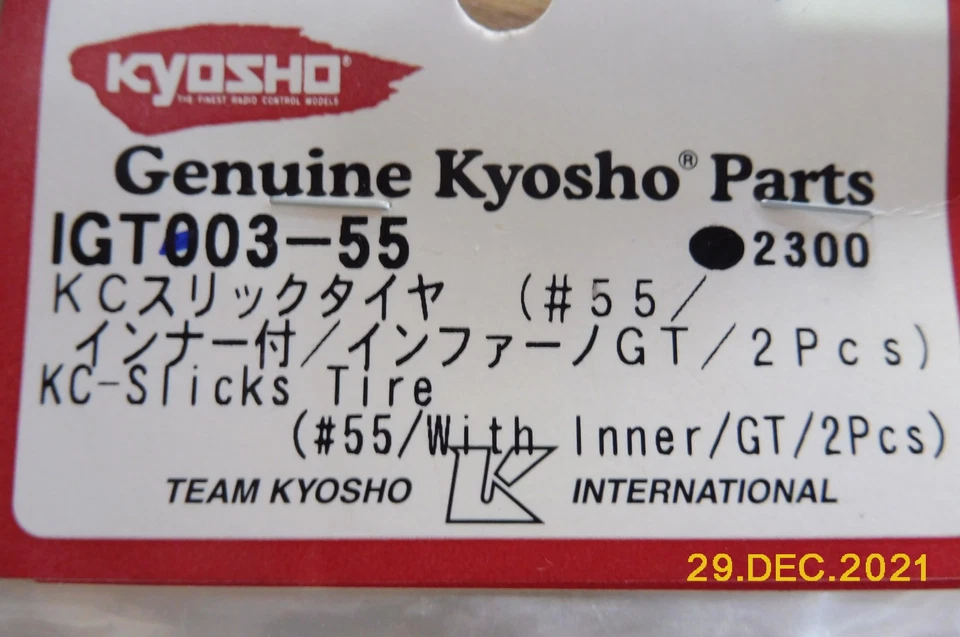 KYOSHO®
THE FINEST RADIO CONTROL MODELS
Genuine Kyosho® Parts
IGT003-55 ●2300
KCスリックタイヤ (#55/
インナー付/インファーノGT/2Pcs)
KC-Slicks Tire
(#55/With Inner/GT/2Pcs)
TEAM KYOSHO K INTERNATIONAL
29.DEC.2021